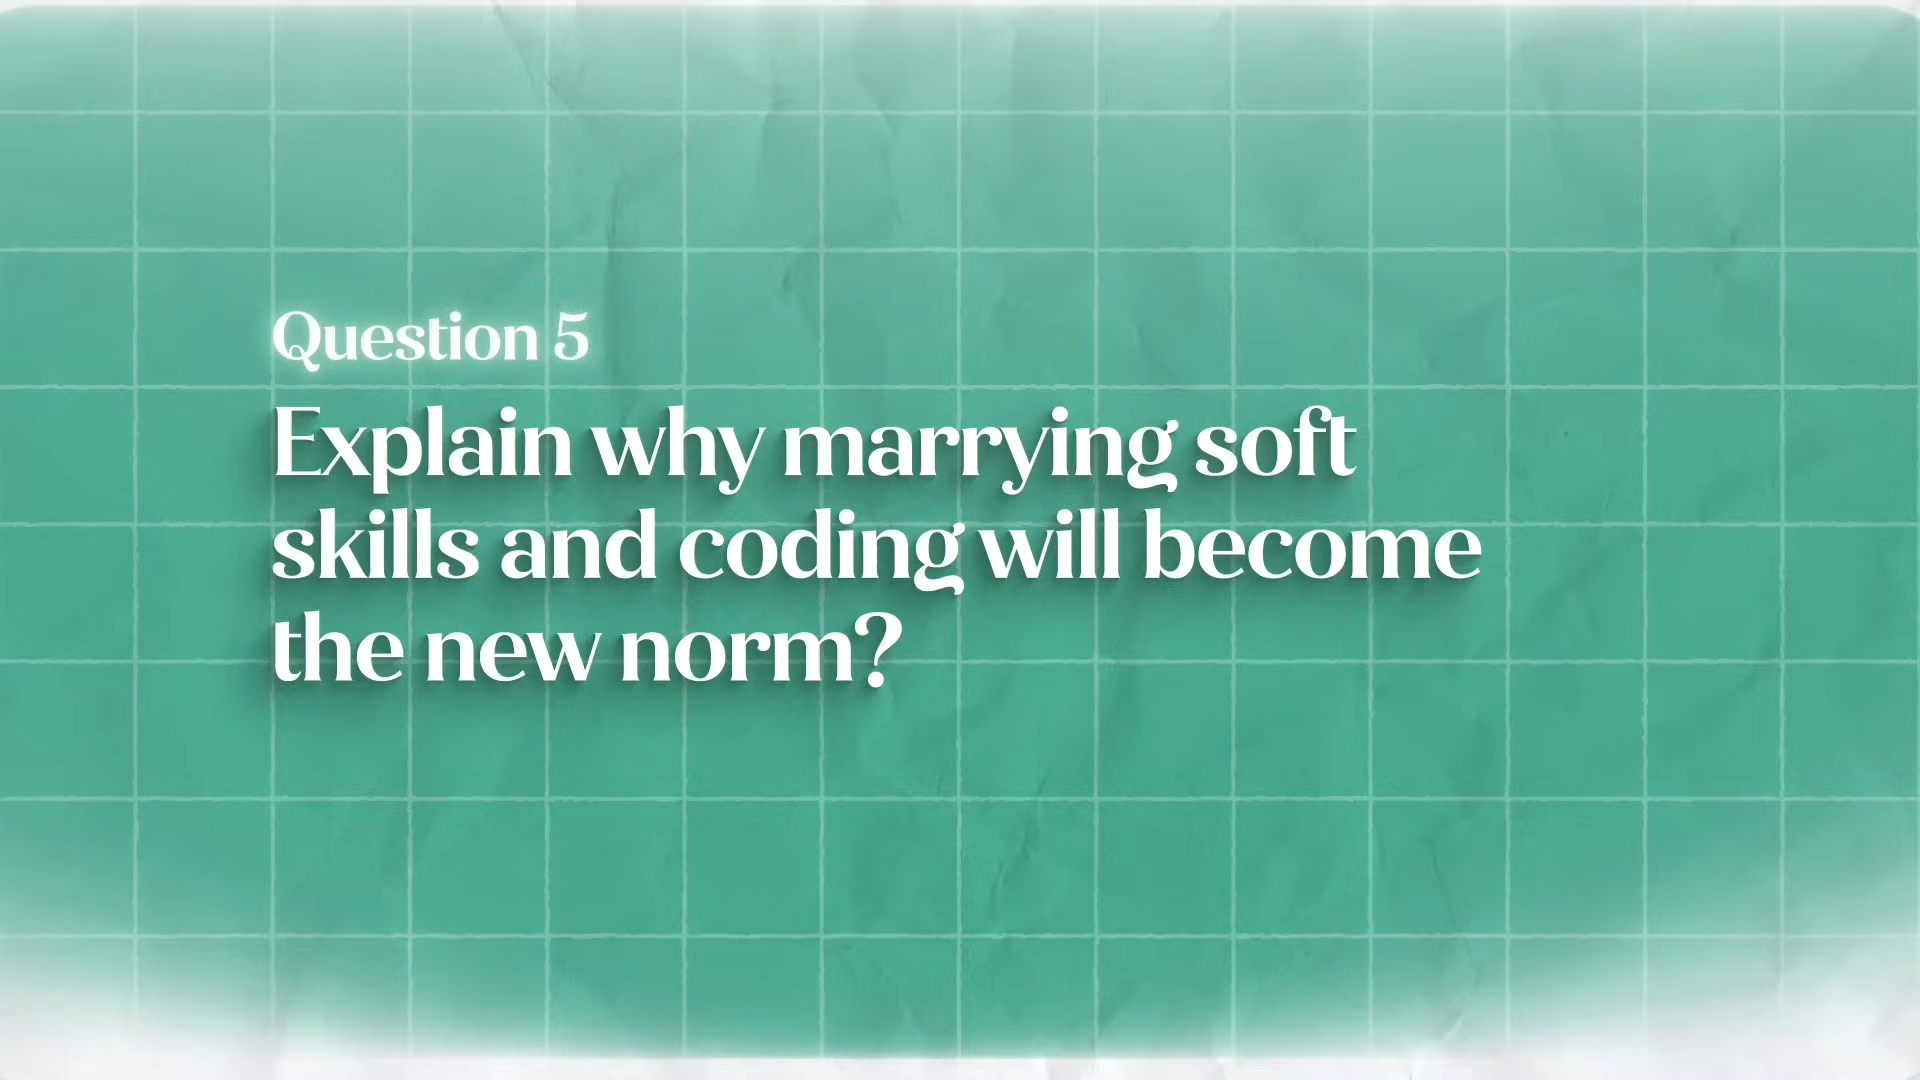 Question 5
Explain why marrying soft
skills and coding will become
the new norm?